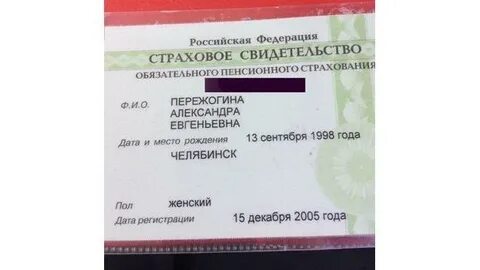 Российская Федерация
СТРАХОВОЕ СВИДЕТЕЛЬСТВО
ОБЯЗАТЕЛЬНОГО ПЕНСИОННОГО СТРАХОВАНИЯ
Ф.И.О. ПЕРЕЖОГИНА
АЛЕКСАНДРА
ЕВГЕНЬЕВНА
Дата и место рождения 13 сентября 1998 года
ЧЕЛЯБИНСК
Пол женский
Дата регистрации 15 декабря 2005 года